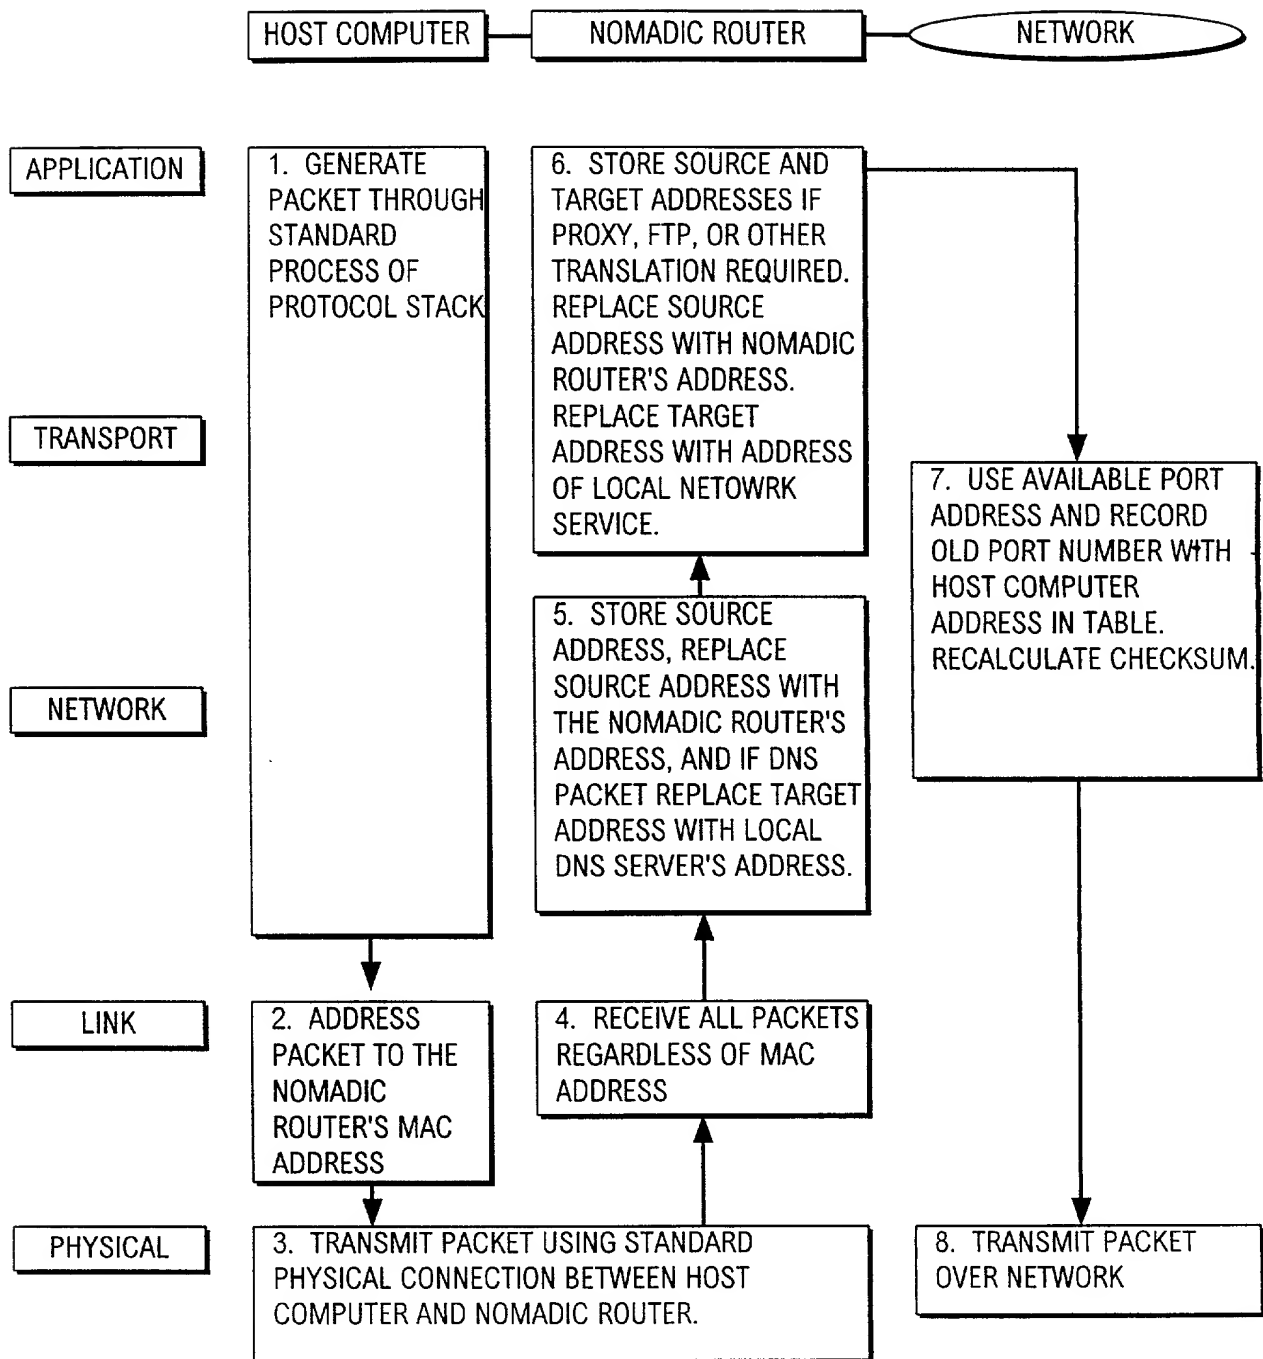 HOST COMPUTER
NOMADIC ROUTER
NETWORK
APPLICATION
TRANSPORT
NETWORK
LINK
PHYSICAL
1. GENERATE
PACKET THROUGH
STANDARD
PROCESS OF
PROTOCOL STACK
2. ADDRESS
PACKET TO THE
NOMADIC
ROUTER'S MAC
ADDRESS
3. TRANSMIT PACKET USING STANDARD
PHYSICAL CONNECTION BETWEEN HOST
COMPUTER AND NOMADIC ROUTER.
4. RECEIVE ALL PACKETS
REGARDLESS OF MAC
ADDRESS
5. STORE SOURCE
ADDRESS, REPLACE
SOURCE ADDRESS WITH
THE NOMADIC ROUTER'S
ADDRESS, AND IF DNS
PACKET REPLACE TARGET
ADDRESS WITH LOCAL
DNS SERVER'S ADDRESS.
6. STORE SOURCE AND
TARGET ADDRESSES IF
PROXY, FTP, OR OTHER
TRANSLATION REQUIRED.
REPLACE SOURCE
ADDRESS WITH NOMADIC
ROUTER'S ADDRESS.
REPLACE TARGET
ADDRESS WITH ADDRESS
OF LOCAL NETOWRK
SERVICE.
7. USE AVAILABLE PORT
ADDRESS AND RECORD
OLD PORT NUMBER WITH
HOST COMPUTER
ADDRESS IN TABLE.
RECALCULATE CHECKSUM.
8. TRANSMIT PACKET
OVER NETWORK